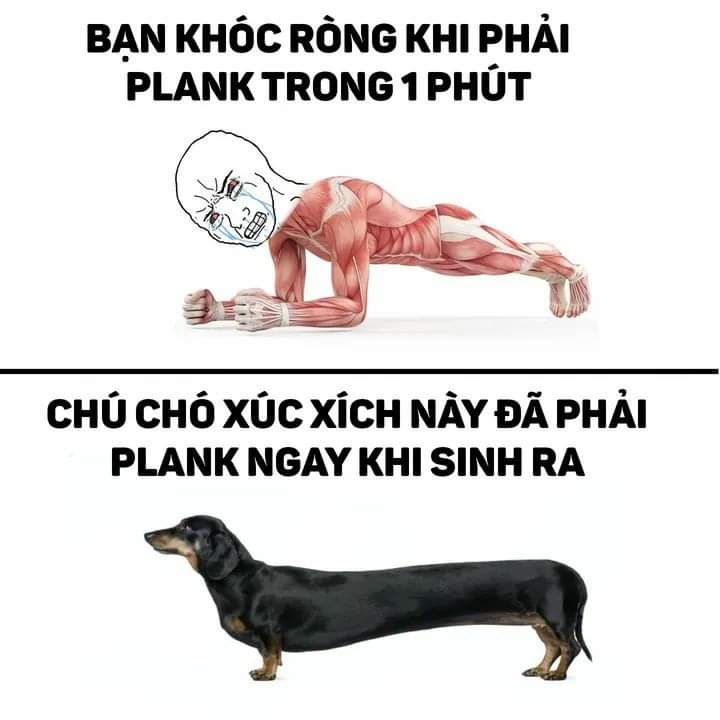 BẠN KHÓC RÒNG KHI PHẢI
PLANK TRONG 1 PHÚT
CHÚ CHÓ XÚC XÍCH NÀY ĐÃ PHẢI
PLANK NGAY KHI SINH RA